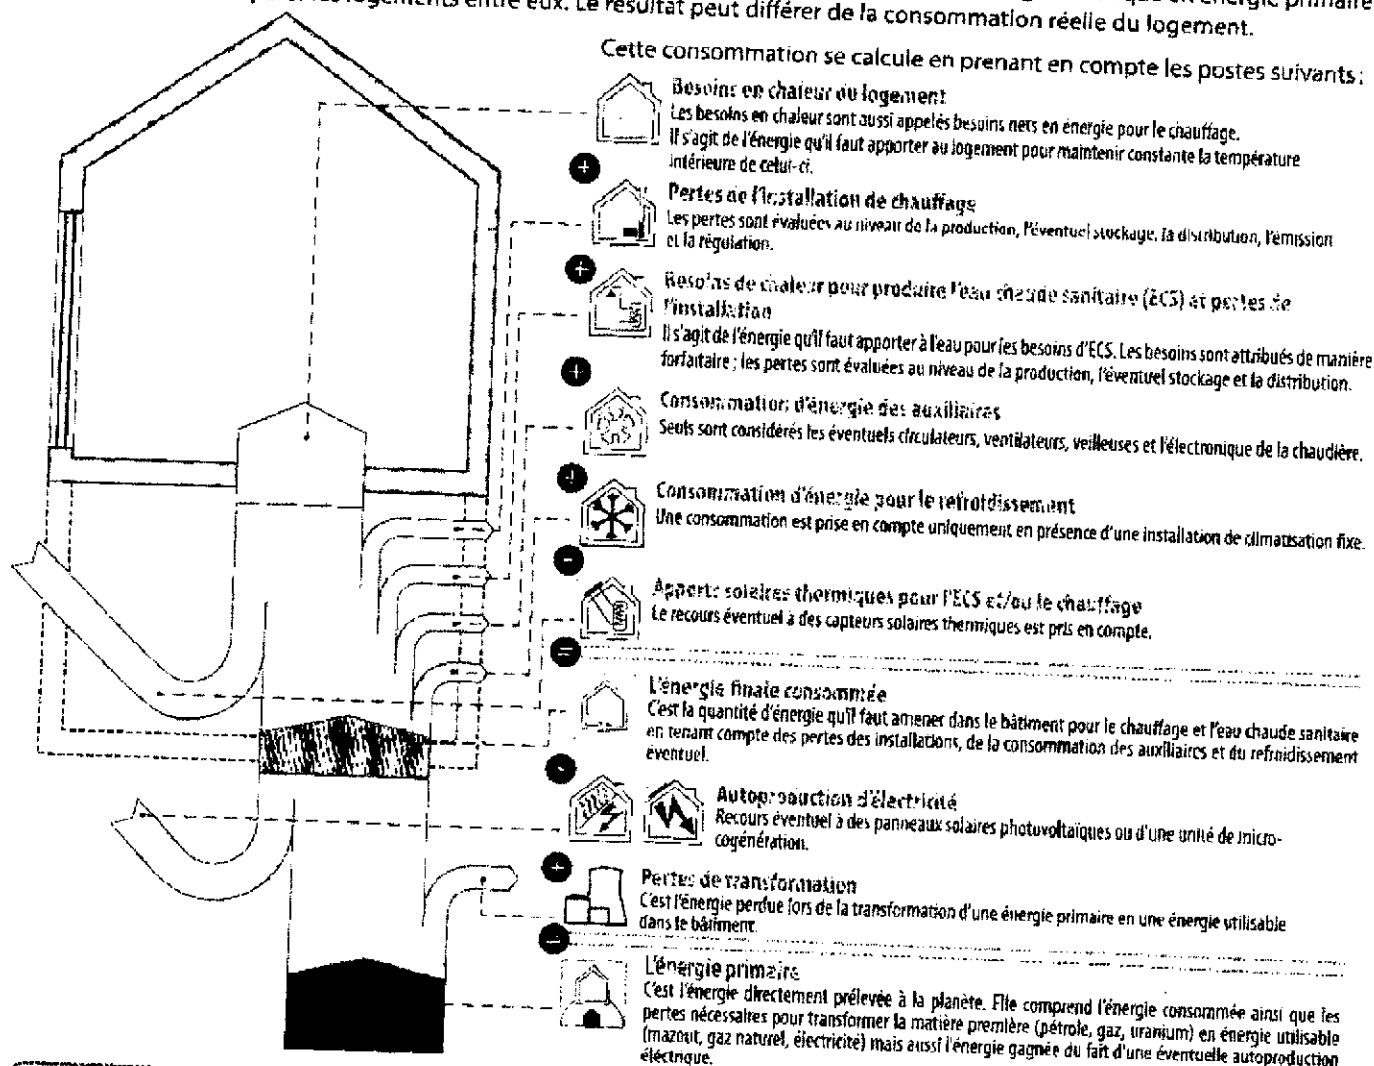 les logements entre eux. Le résultat peut différer de la consommation réelle du logement.
Cette consommation se calcule en prenant en compte les postes suivants :
Besoins en chaleur du logement
Les besoins en chaleur sont aussi appelés besoins nets en énergie pour le chauffage.
Il s'agit de l'énergie qu'il faut apporter au logement pour maintenir constante la température
intérieure de celui-ci.
+
Pertes de l'installation de chauffage
Les pertes sont évaluées au niveau de la production, l'éventuel stockage, la distribution, l'émission
et la régulation.
+
Besoins de chaleur pour produire l'eau chaude sanitaire (ECS) et pertes de
l'installation
Il s'agit de l'énergie qu'il faut apporter à l'eau pour les besoins d'ECS. Les besoins sont attribués de manière
forfaitaire ; les pertes sont évaluées au niveau de la production, l'éventuel stockage et la distribution.
+
Consommation d'énergie des auxiliaires
Seuls sont considérés les éventuels circulateurs, ventilateurs, veilleuses et l'électronique de la chaudière.
+
Consommation d'énergie pour le refroidissement
Une consommation est prise en compte uniquement en présence d'une installation de climatisation fixe.
-
Apports solaires thermiques pour l'ECS et/ou le chauffage
Le recours éventuel à des capteurs solaires thermiques est pris en compte.
=
L'énergie finale consommée
C'est la quantité d'énergie qu'il faut amener dans le bâtiment pour le chauffage et l'eau chaude sanitaire
en tenant compte des pertes des installations, de la consommation des auxiliaires et du refroidissement
éventuel.
-
Autoproduction d'électricité
Recours éventuel à des panneaux solaires photovoltaïques ou d'une unité de micro-
cogénération.
+
Pertes de transformation
C'est l'énergie perdue lors de la transformation d'une énergie primaire en une énergie utilisable
dans le bâtiment.
=
L'énergie primaire
C'est l'énergie directement prélevée à la planète. Elle comprend l'énergie consommée ainsi que les
pertes nécessaires pour transformer la matière première (pétrole, gaz, uranium) en énergie utilisable
(mazout, gaz naturel, électricité) mais aussi l'énergie gagnée du fait d'une éventuelle autoproduction
électrique.